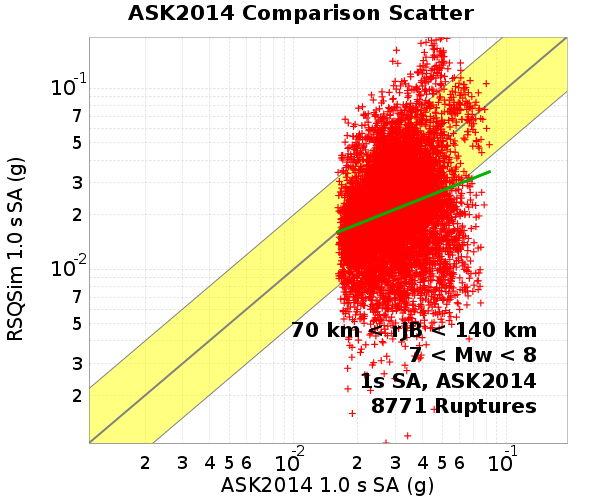 ASK2014 Comparison Scatter
RSQSim 1.0 s SA (g)
10-1
7
5
3
2
10-2
7
5
3
2
70 km < rJB < 140 km
7 < Mw < 8
1s SA, ASK2014
8771 Ruptures
2 3 4 5 6 10-2 2 3 4 5 6 10-1
ASK2014 1.0 s SA (g)